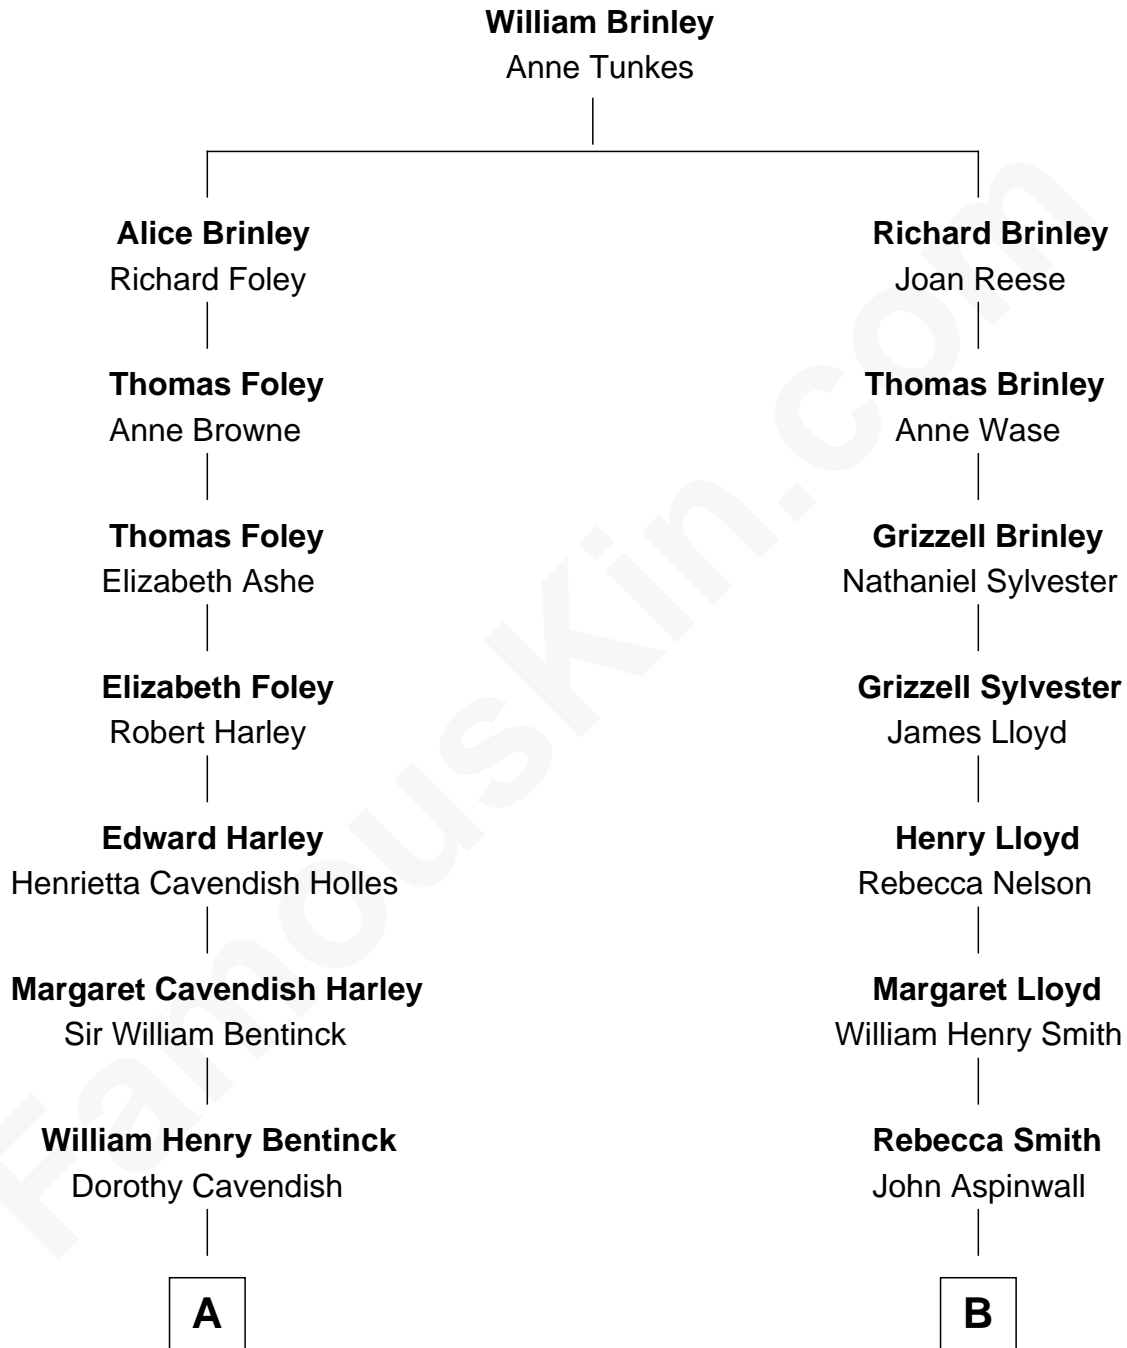 William Brinley
Anne Tunkes
Alice Brinley
Richard Foley
Thomas Foley
Anne Browne
Thomas Foley
Elizabeth Ashe
Elizabeth Foley
Robert Harley
Edward Harley
Henrietta Cavendish Holles
Margaret Cavendish Harley
Sir William Bentinck
William Henry Bentinck
Dorothy Cavendish
A
Richard Brinley
Joan Reese
Thomas Brinley
Anne Wase
Grizzell Brinley
Nathaniel Sylvester
Grizzell Sylvester
James Lloyd
Henry Lloyd
Rebecca Nelson
Margaret Lloyd
William Henry Smith
Rebecca Smith
John Aspinwall
B
FamousKin.com